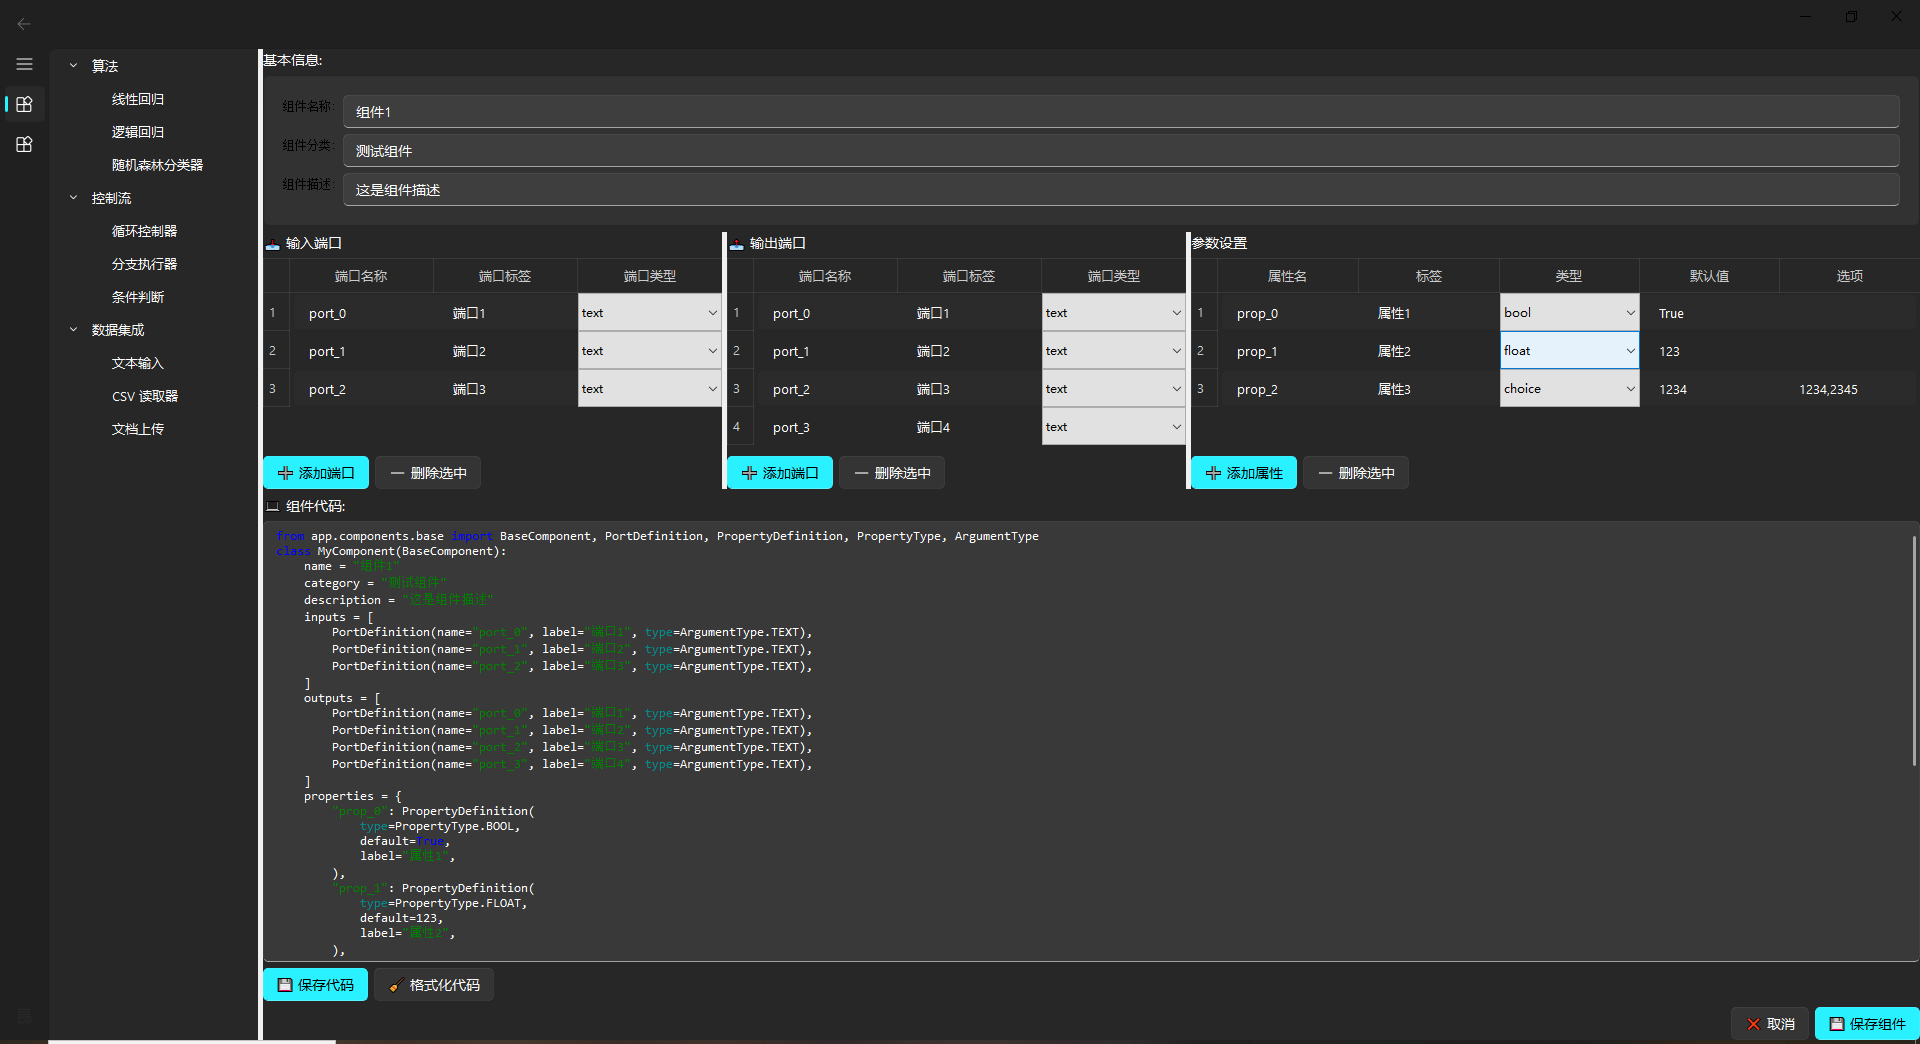 算法
线性回归
逻辑回归
随机森林分类器
控制流
循环控制器
分支执行器
条件判断
数据集成
文本输入
CSV 读取器
文档上传
基本信息:
组件名称: 组件1
组件分类: 测试组件
组件描述: 这是组件描述
输入端口
端口名称 端口标签 端口类型
1 port_0 端口1 text
2 port_1 端口2 text
3 port_2 端口3 text
添加端口 删除选中
输出端口
端口名称 端口标签 端口类型
1 port_0 端口1 text
2 port_1 端口2 text
3 port_2 端口3 text
4 port_3 端口4 text
添加端口 删除选中
参数设置
属性名 标签 类型 默认值 选项
1 prop_0 属性1 bool True
2 prop_1 属性2 float 123
3 prop_2 属性3 choice 1234 1234,2345
添加属性 删除选中
组件代码:
from app.components.base import BaseComponent, PortDefinition, PropertyDefinition, PropertyType, ArgumentType
class MyComponent(BaseComponent):
name = "组件1"
category = "测试组件"
description = "这是组件描述"
inputs = [
PortDefinition(name="port_0", label="端口1", type=ArgumentType.TEXT),
PortDefinition(name="port_1", label="端口2", type=ArgumentType.TEXT),
PortDefinition(name="port_2", label="端口3", type=ArgumentType.TEXT),
]
outputs = [
PortDefinition(name="port_0", label="端口1", type=ArgumentType.TEXT),
PortDefinition(name="port_1", label="端口2", type=ArgumentType.TEXT),
PortDefinition(name="port_2", label="端口3", type=ArgumentType.TEXT),
PortDefinition(name="port_3", label="端口4", type=ArgumentType.TEXT),
]
properties = {
"prop_0": PropertyDefinition(
type=PropertyType.BOOL,
default=True,
label="属性1",
),
"prop_1": PropertyDefinition(
type=PropertyType.FLOAT,
default=123,
label="属性2",
),
保存代码 格式化代码
取消 保存组件